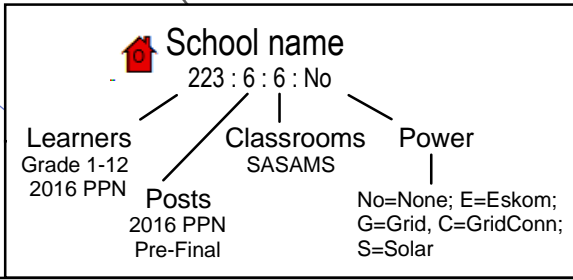 O
School name
223 : 6 : 6 : No
Learners
Grade 1-12
2016 PPN
Posts
2016 PPN
Pre-Final
Classrooms
SASAMS
Power
No=None; E=Eskom;
G=Grid, C=GridConn;
S=Solar